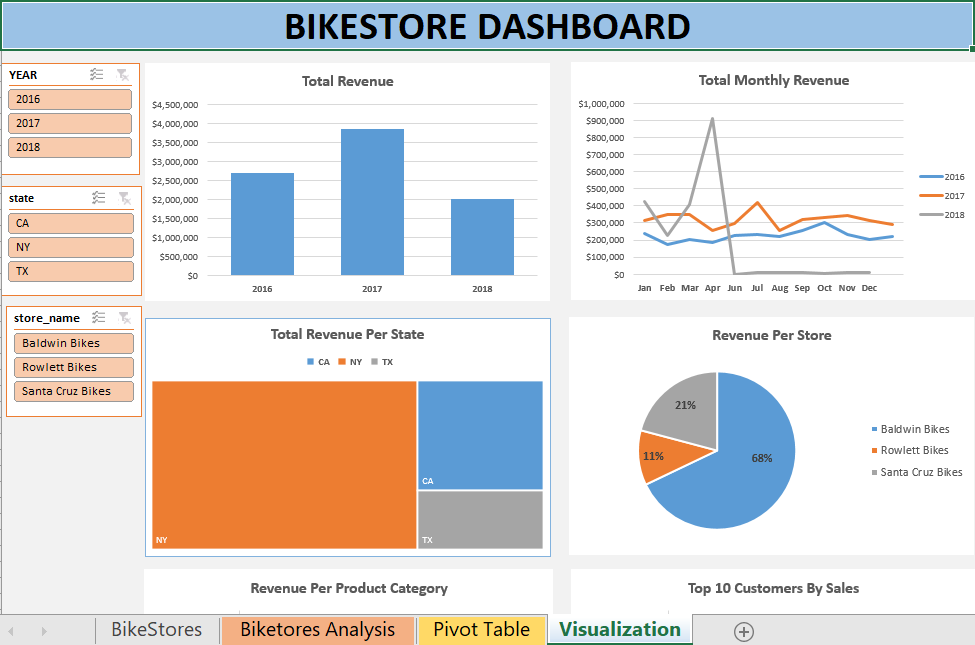 BIKESTORE DASHBOARD
YEAR
2016
2017
2018
state
CA
NY
TX
store_name
Baldwin Bikes
Rowlett Bikes
Santa Cruz Bikes
Total Revenue
$4,500,000
$4,000,000
$3,500,000
$3,000,000
$2,500,000
$2,000,000
$1,500,000
$1,000,000
$500,000
$0
2016 2017 2018
Total Monthly Revenue
$1,000,000
$900,000
$800,000
$700,000
$600,000
$500,000
$400,000
$300,000
$200,000
$100,000
$0
Jan Feb Mar Apr Jun Jul Aug Sep Oct Nov Dec
2016
2017
2018
Total Revenue Per State
CA NY TX
CA
NY
TX
Revenue Per Store
21%
11%
68%
Baldwin Bikes
Rowlett Bikes
Santa Cruz Bikes
Revenue Per Product Category
Top 10 Customers By Sales
BikeStores
Biketores Analysis
Pivot Table
Visualization